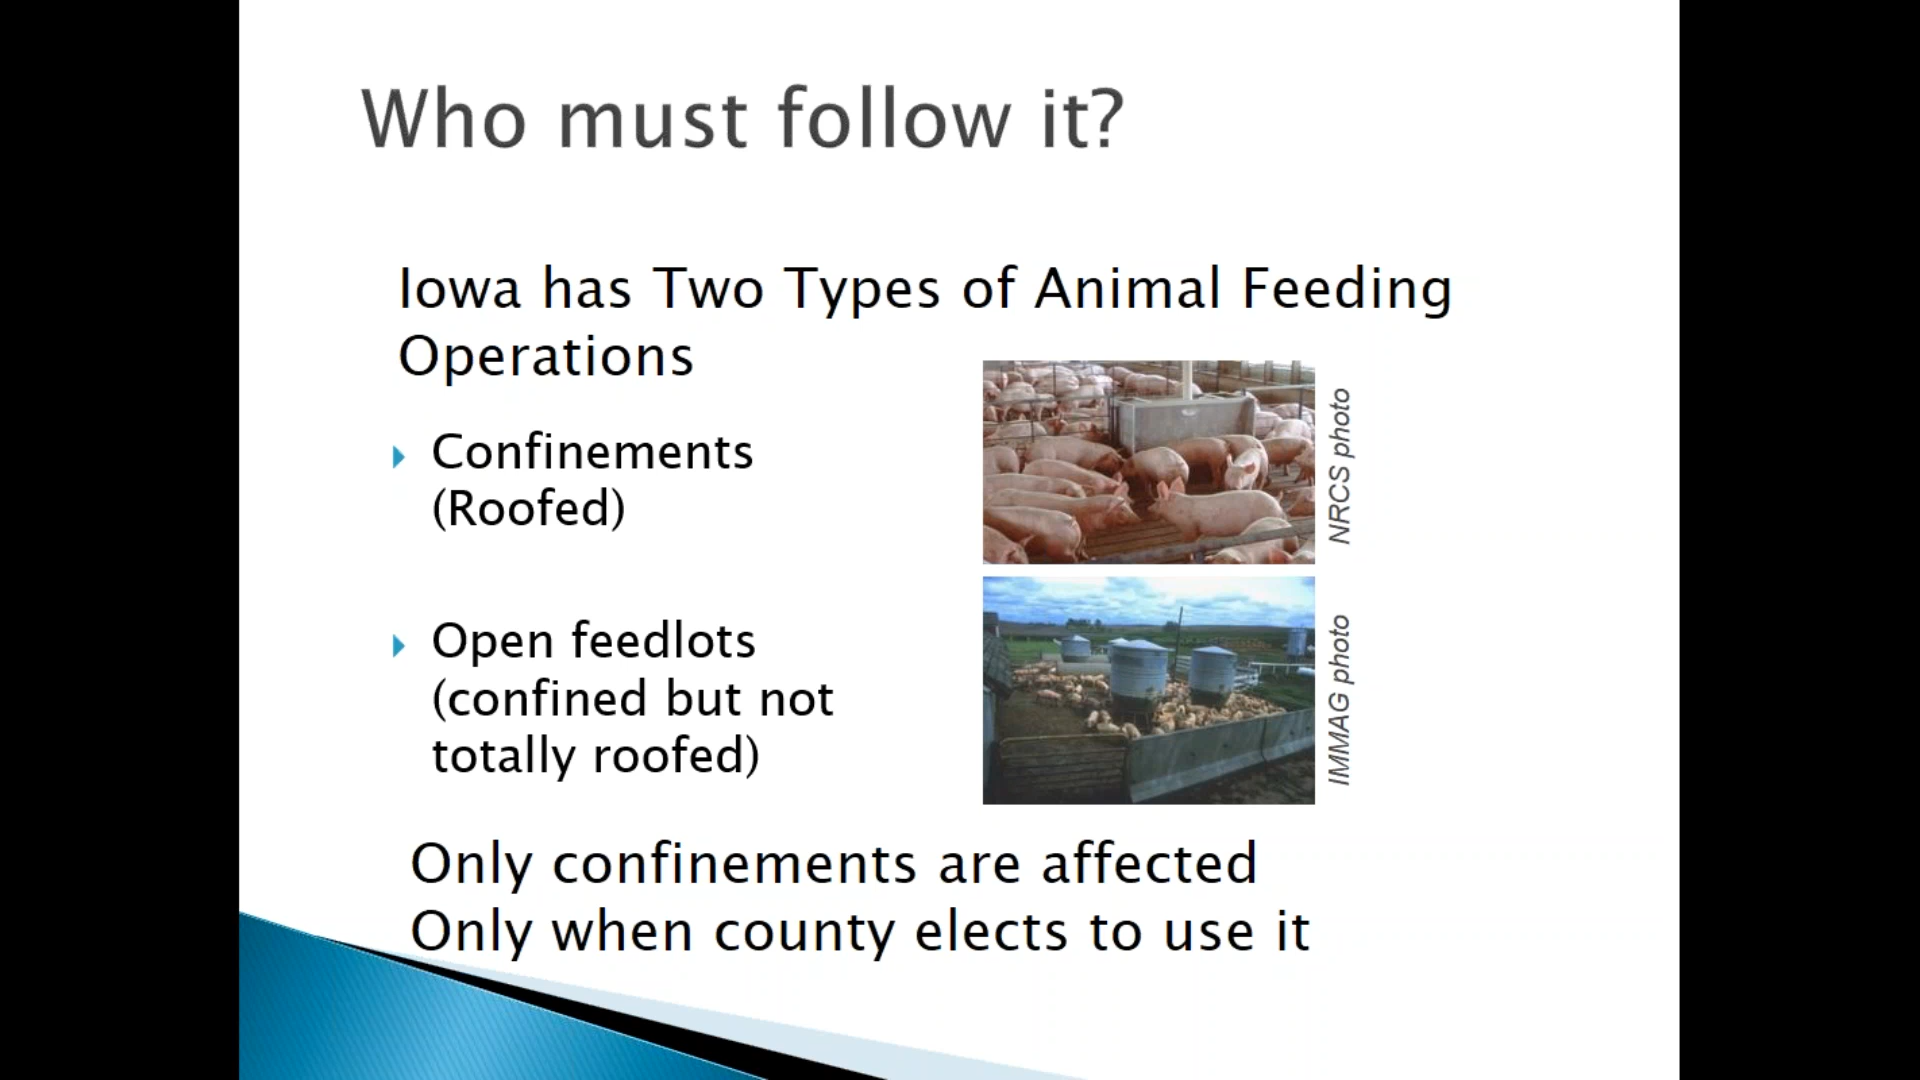 Who must follow it?
Iowa has Two Types of Animal Feeding
Operations
Confinements
(Roofed)
NRCS photo
Open feedlots
(confined but not
totally roofed)
IMMAG photo
Only confinements are affected
Only when county elects to use it